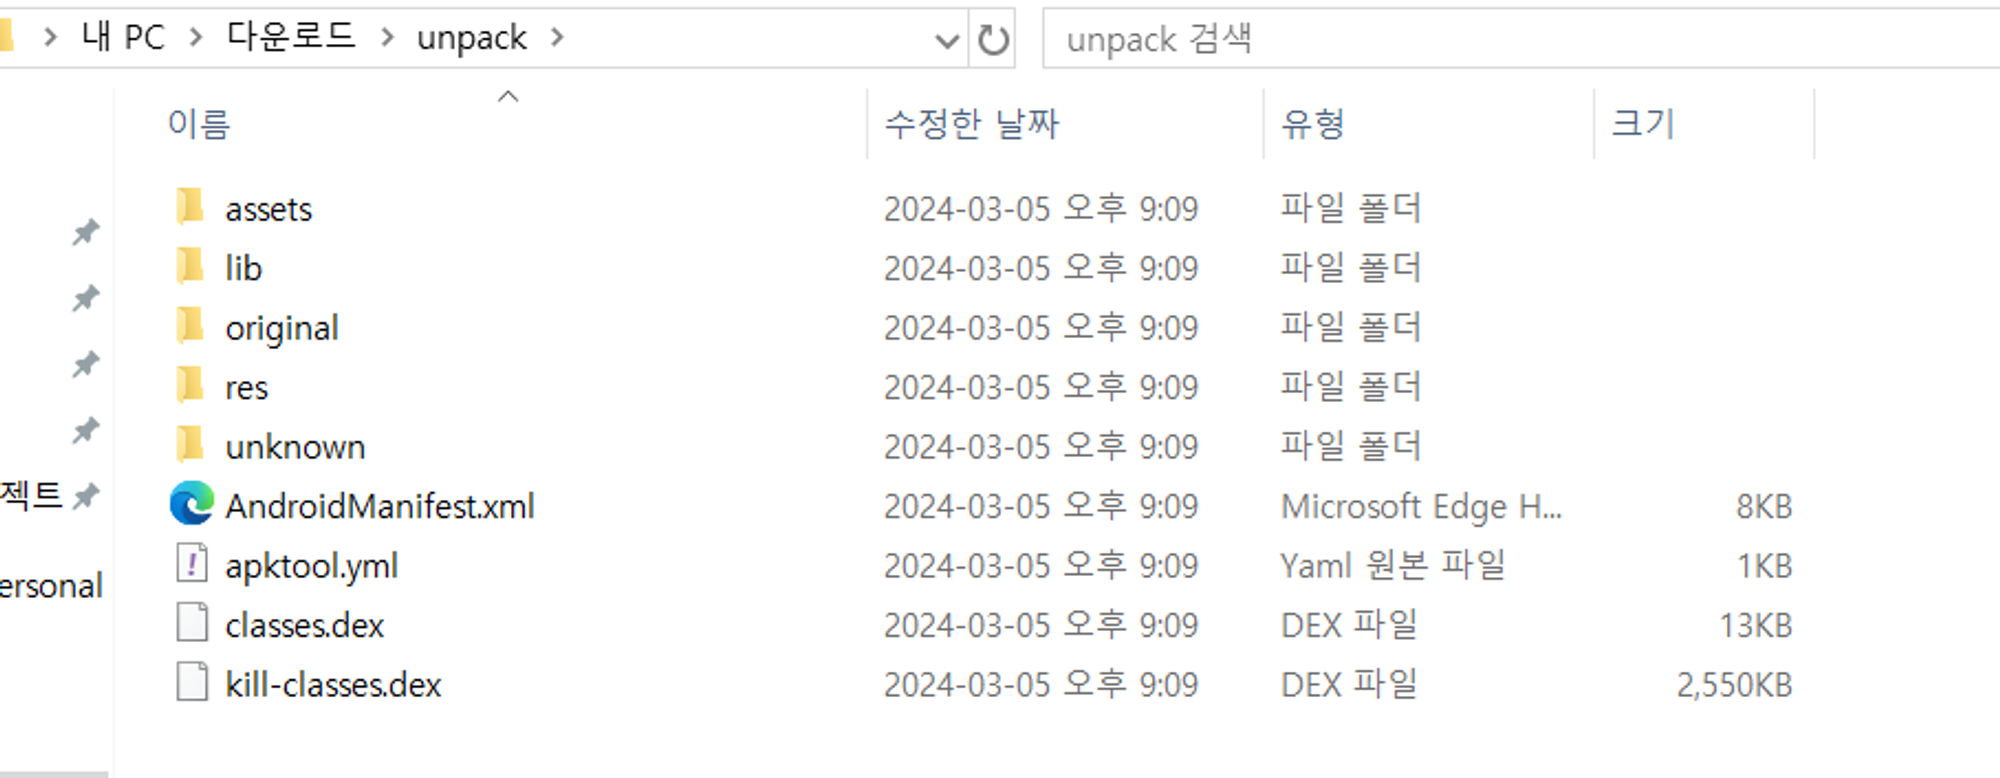 내 PC > 다운로드 > unpack >
unpack 검색
이름 수정한 날짜 유형 크기
assets 2024-03-05 오후 9:09 파일 폴더
lib 2024-03-05 오후 9:09 파일 폴더
original 2024-03-05 오후 9:09 파일 폴더
res 2024-03-05 오후 9:09 파일 폴더
unknown 2024-03-05 오후 9:09 파일 폴더
젝트 AndroidManifest.xml 2024-03-05 오후 9:09 Microsoft Edge H... 8KB
apktool.yml 2024-03-05 오후 9:09 Yaml 원본 파일 1KB
ersonal
classes.dex 2024-03-05 오후 9:09 DEX 파일 13KB
kill-classes.dex 2024-03-05 오후 9:09 DEX 파일 2,550KB